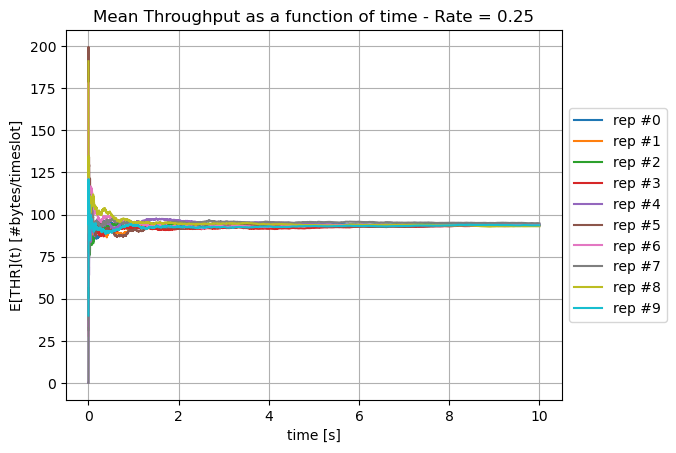 Mean Throughput as a function of time - Rate = 0.25
E[THR](t) [#bytes/timeslot]
200
175
150
125
100
75
50
25
0
0 2 4 6 8 10
time [s]
rep #0
rep #1
rep #2
rep #3
rep #4
rep #5
rep #6
rep #7
rep #8
rep #9